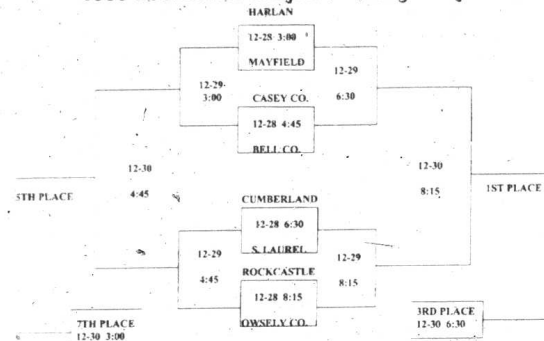 HARLAN
12-28 3:00
MAYFIELD
12-29
3:00
12-29
6:30
CASEY CO.
12-28 4:45
BELL CO.
12-30
4:45
12-30
8:15
5TH PLACE
1ST PLACE
CUMBERLAND
12-28 6:30
S. LAUREL
12-29
4:45
12-29
8:15
ROCKCASTLE
12-28 8:15
OWSELY CO.
7TH PLACE
12-30 3:00
3RD PLACE
12-30 6:30